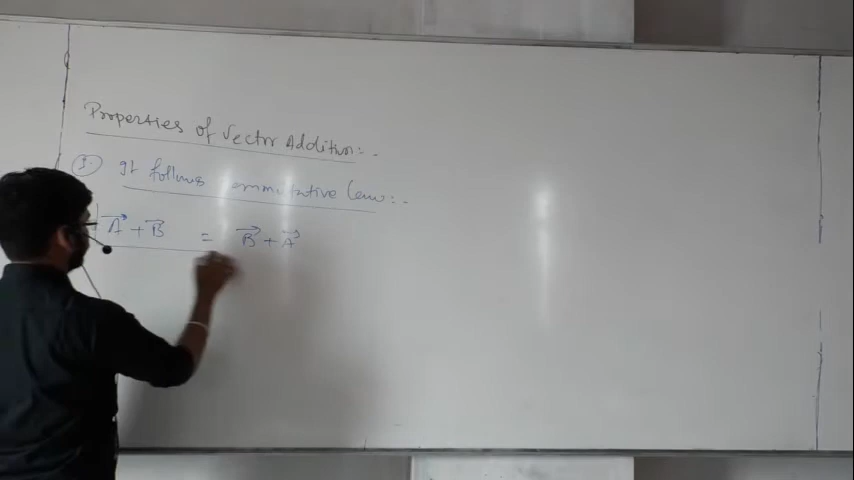 Properties of Vector Addition:-
①. It follows commutative law:-
A⃗ + B⃗ = B⃗ + A⃗